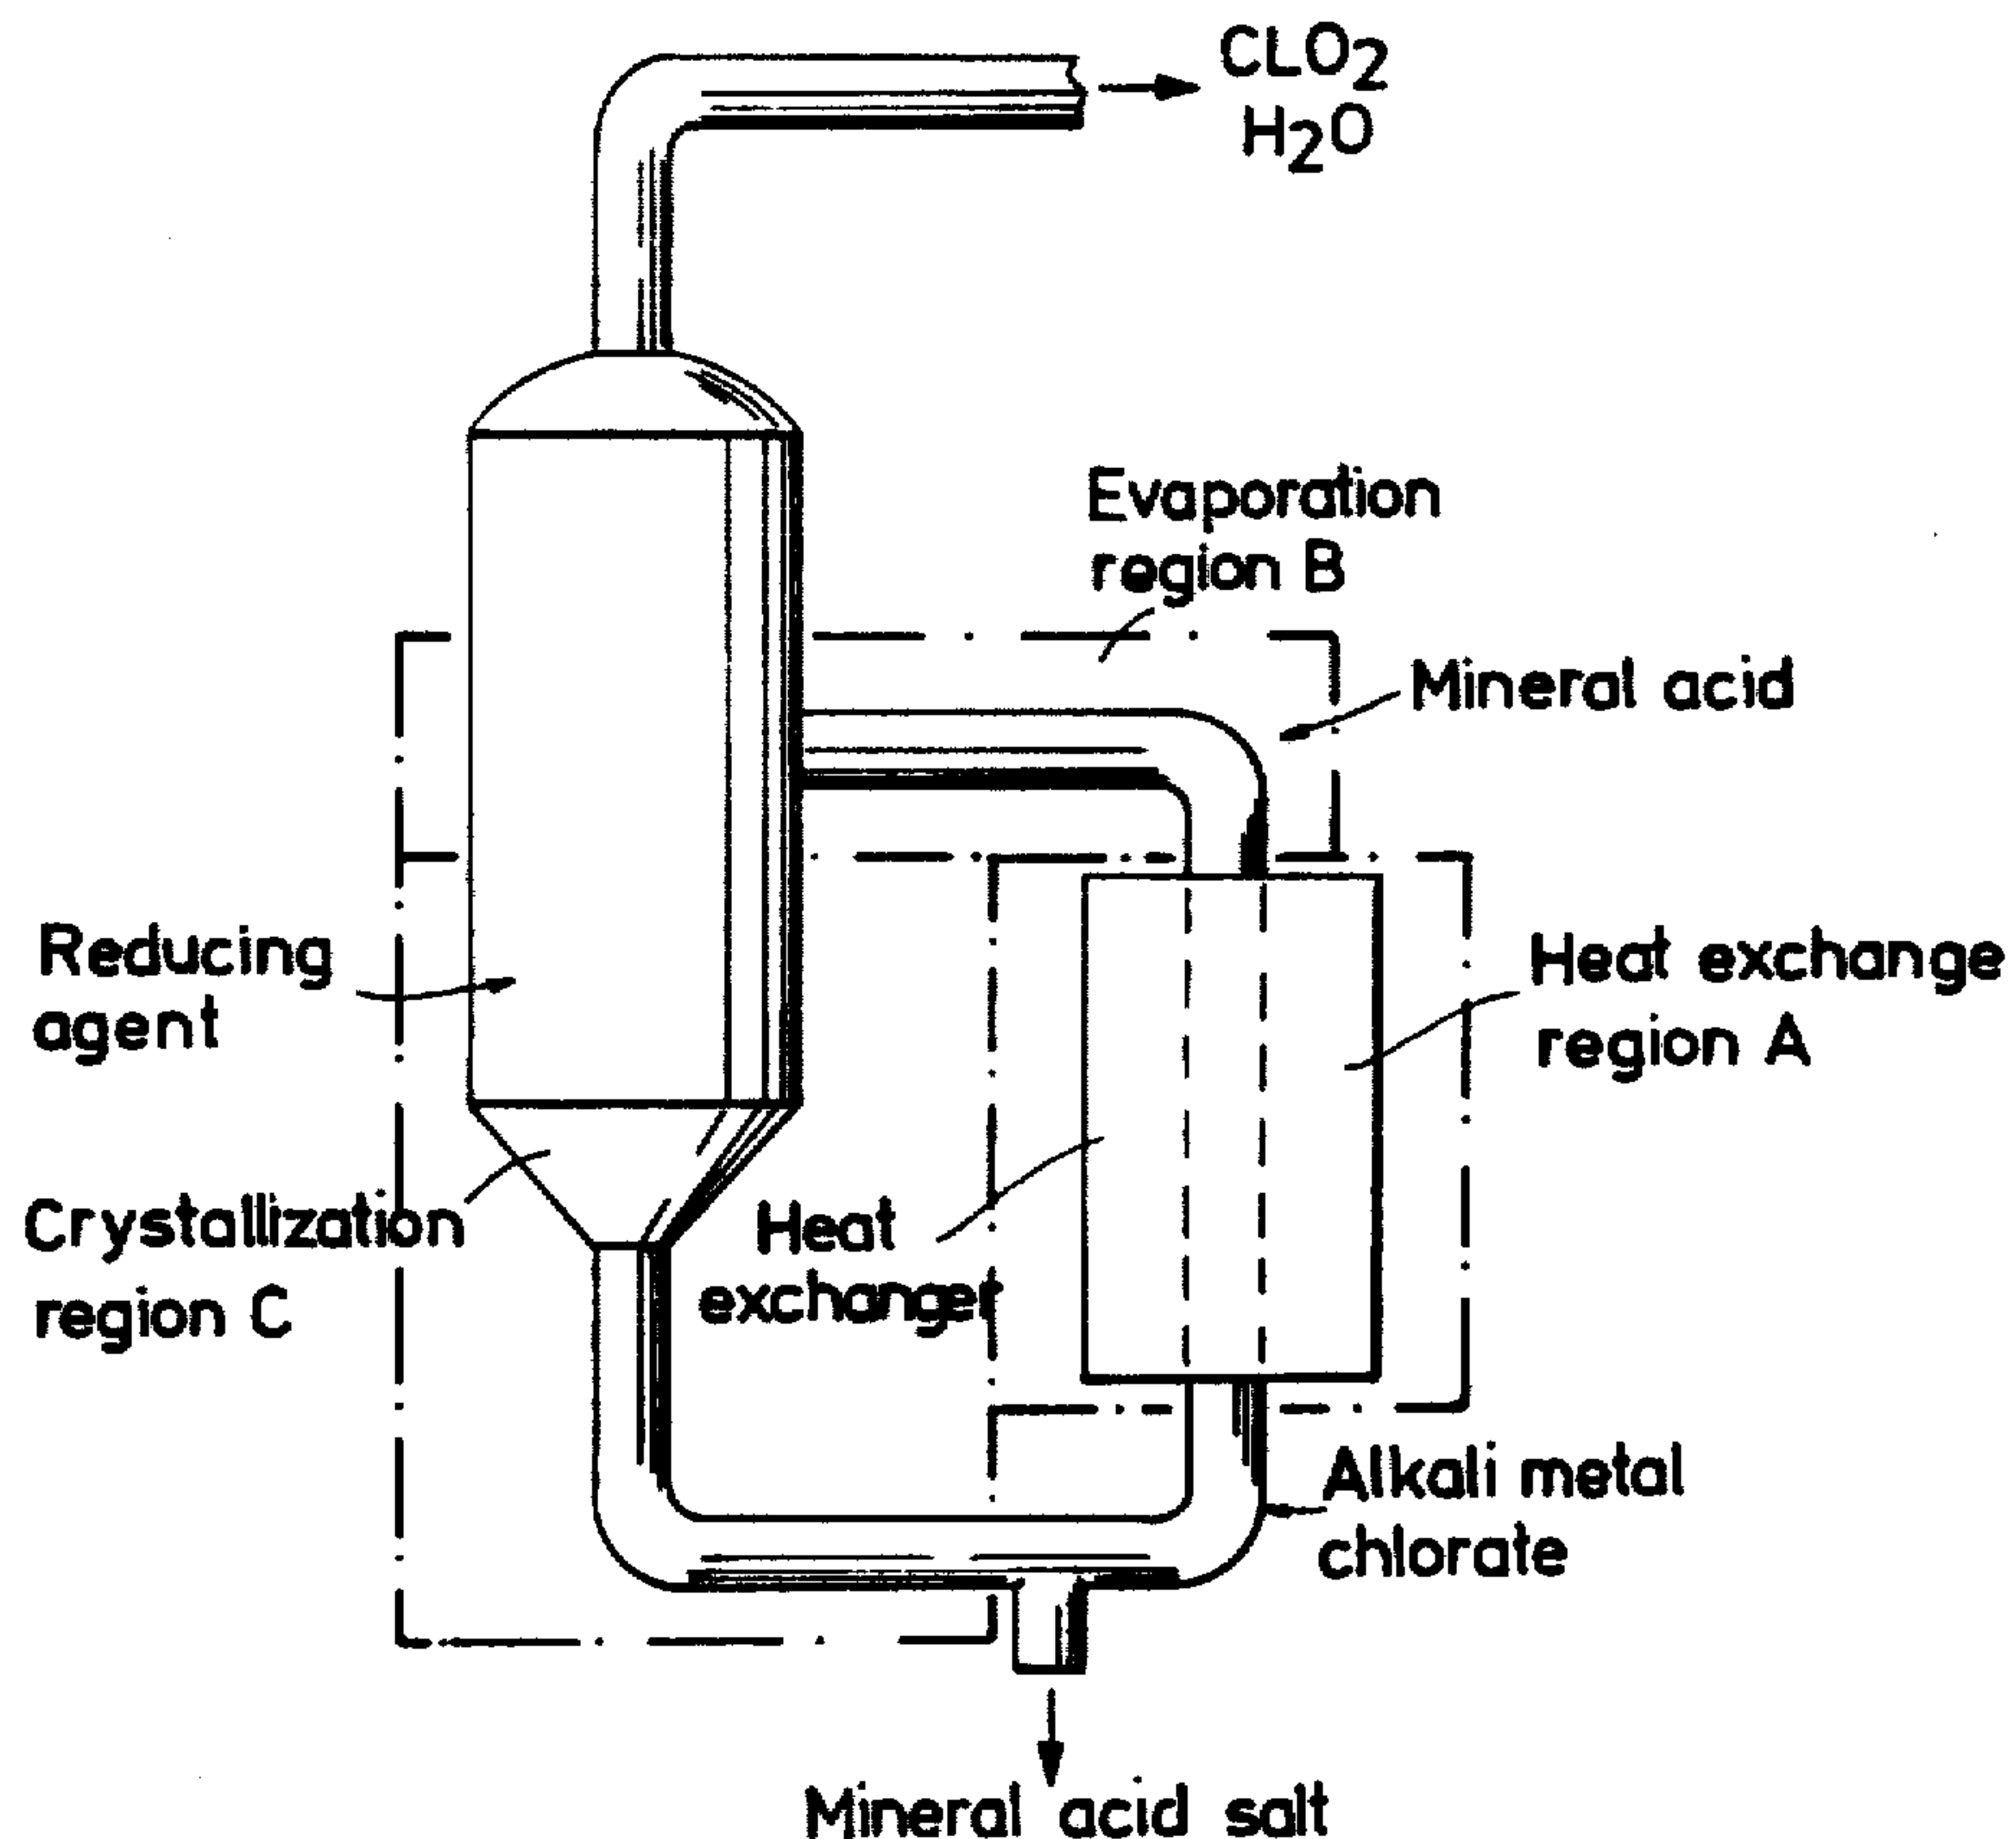 CLO2
H2O
Evaporation
region B
Mineral acid
Reducing
agent
Heat exchange
region A
Crystallization
region C
Heat
exchanger
Alkali metal
chlorate
Mineral acid salt